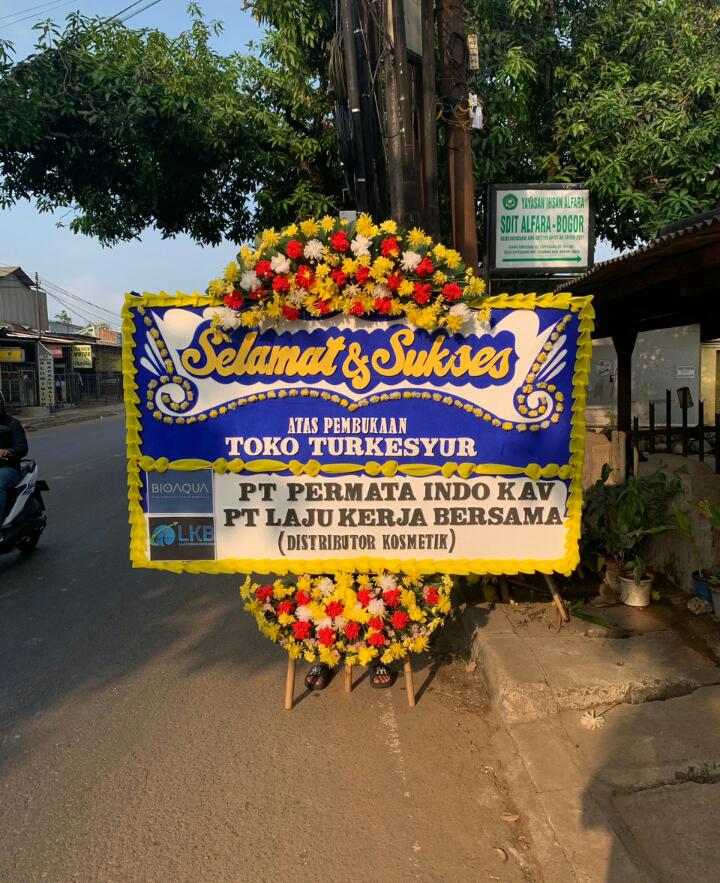 YAYASAN IHSAN ALFARA
SDIT ALFARA - BOGOR
Selamat & Sukses
ATAS PEMBUKAAN
TOKO TURKESYUR
BIOAQUA
PT PERMATA INDO KAV
PT LAJU KERJA BERSAMA
LKB
(DISTRIBUTOR KOSMETIK)